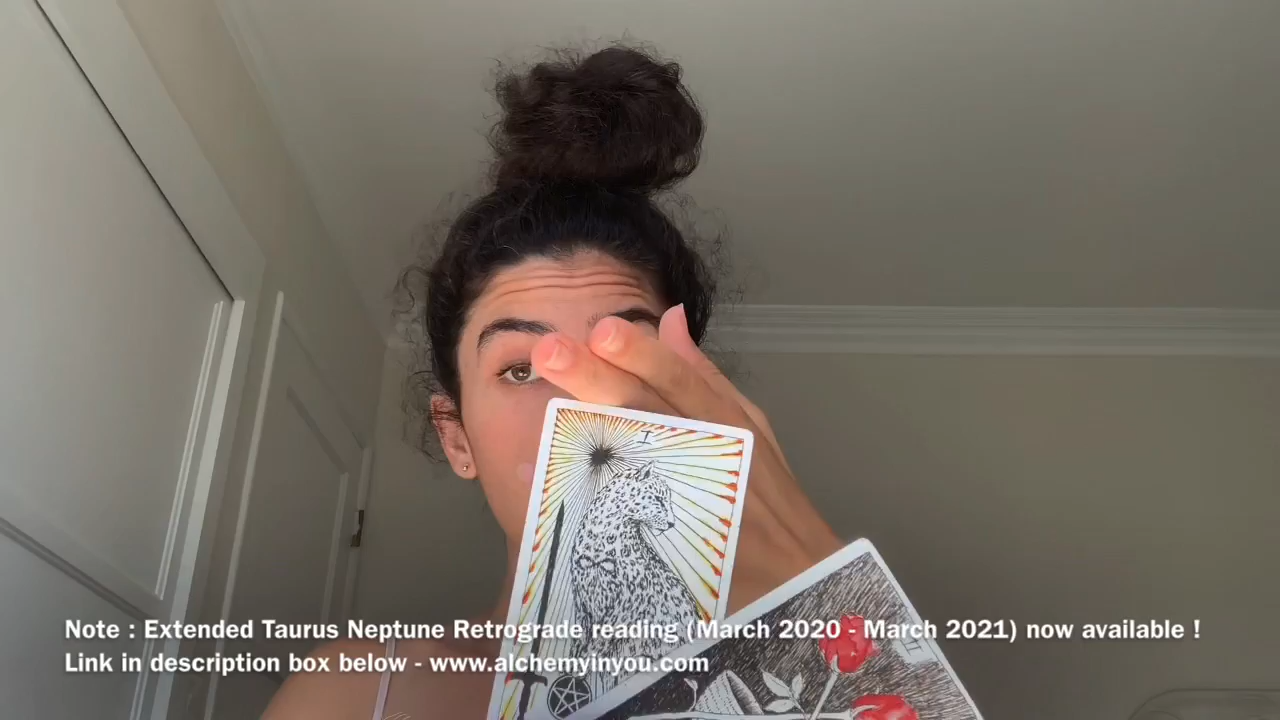 I
III
Note : Extended Taurus Neptune Retrograde reading (March 2020 - March 2021) now available !
Link in description box below - www.alchemyinyou.com